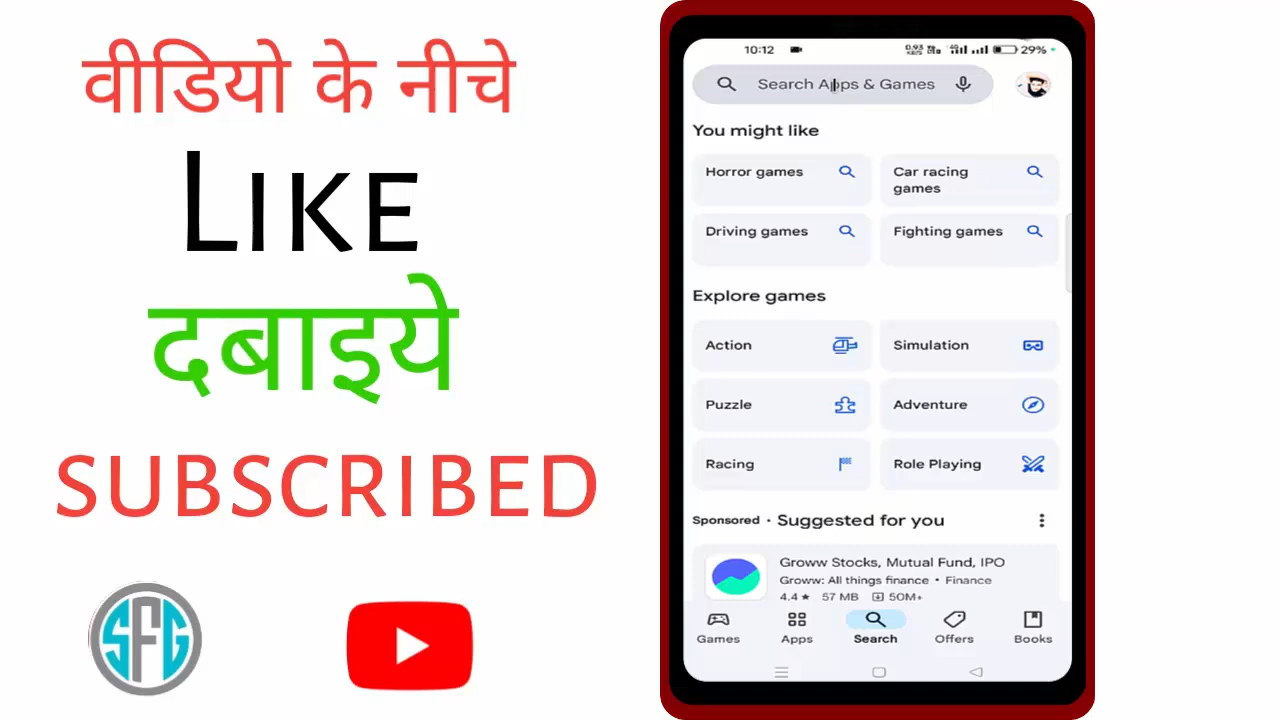 वीडियो के नीचे
LIKE
दबाइये
SUBSCRIBED
SFG
10:12
29%
Search Apps & Games
You might like
Horror games
Car racing
games
Driving games
Fighting games
Explore games
Action
Simulation
Puzzle
Adventure
Racing
Role Playing
Sponsored · Suggested for you
Groww Stocks, Mutual Fund, IPO
Groww: All things finance • Finance
4.4★ 57 MB 50M+
Games
Apps
Search
Offers
Books